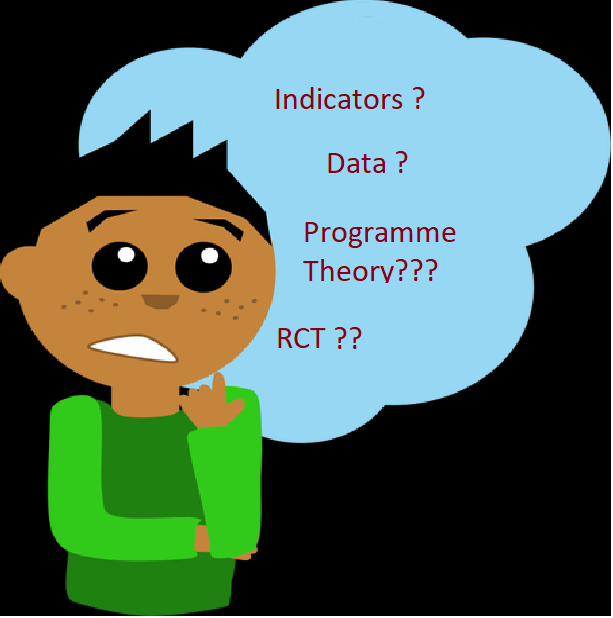 Indicators ?
Data ?
Programme
Theory???
RCT ??